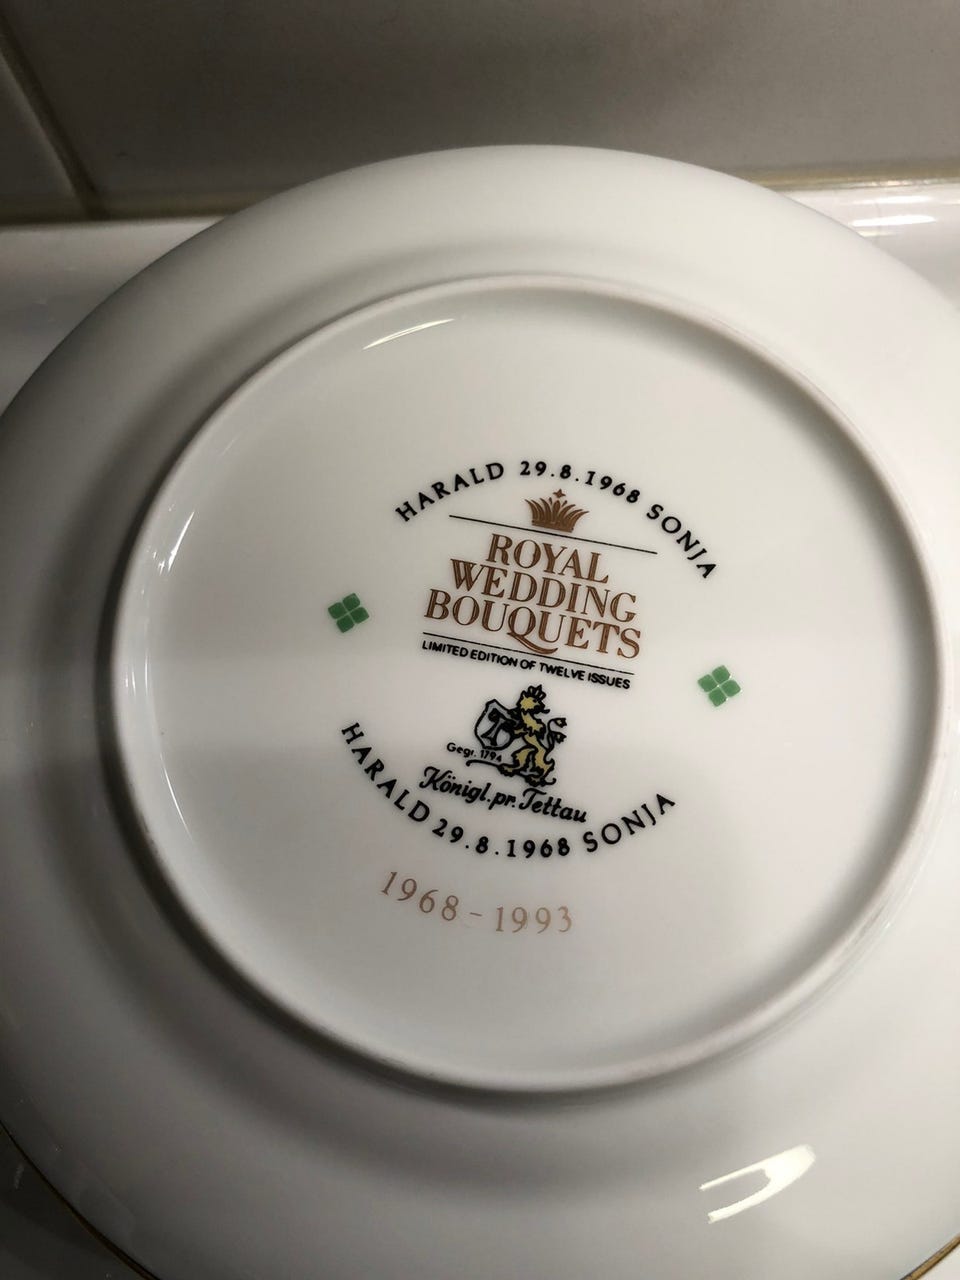 HARALD 29.8.1968 SONJA
ROYAL
WEDDING
BOUQUETS
LIMITED EDITION OF TWELVE ISSUES
Gegr. 1794
Königl. pr. Tettau
HARALD 29.8.1968 SONJA
1968 - 1993